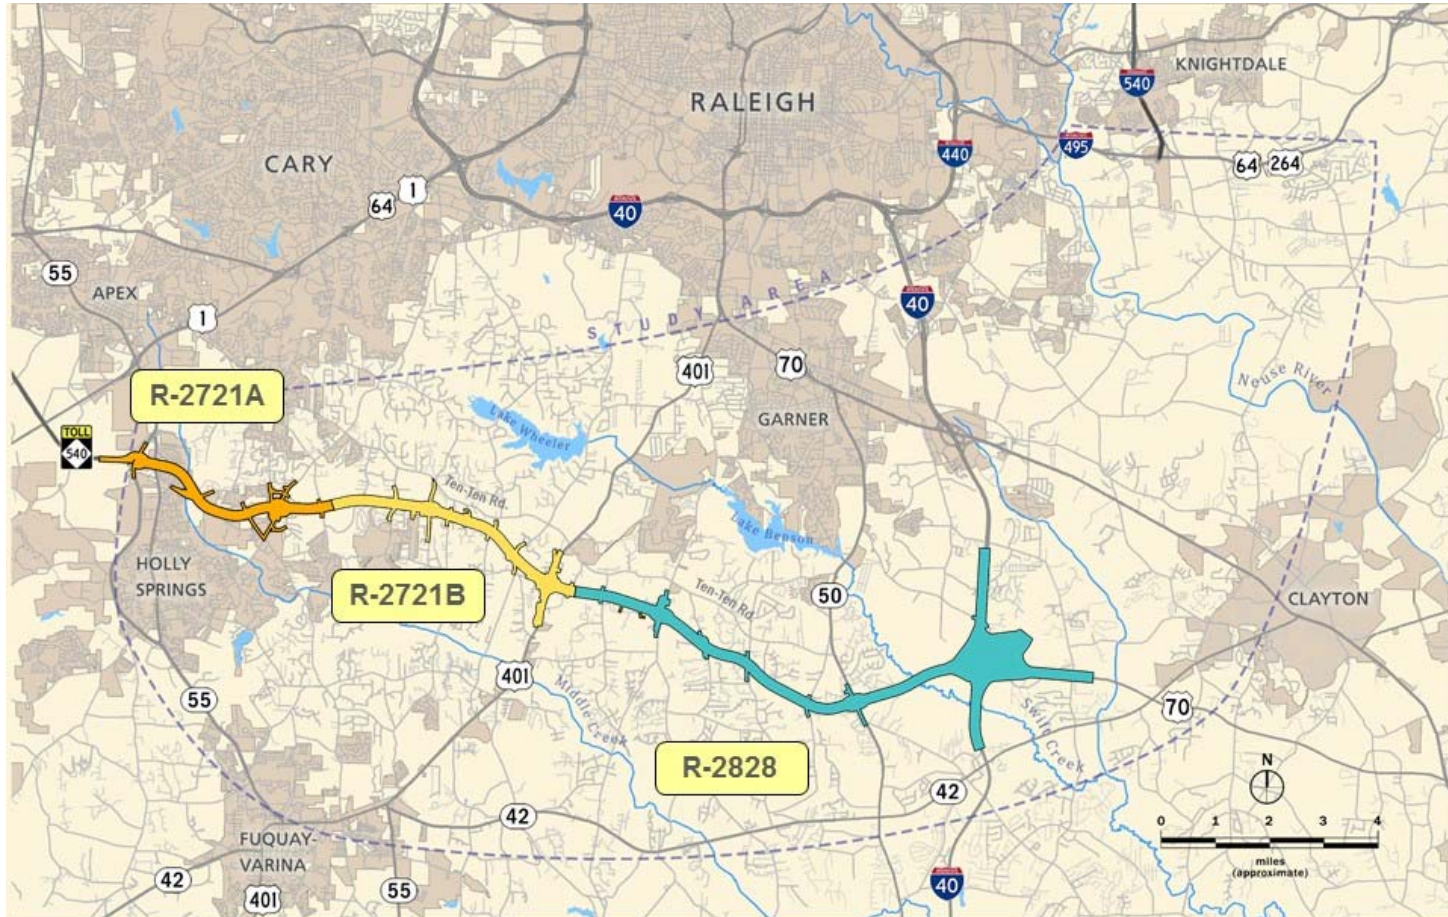 KNIGHTDALE
540
RALEIGH
440
495
64 264
CARY
64 1
40
55
APEX
1
STUDY AREA
40
401
70
Neuse River
R-2721A
GARNER
TOLL
540
Lake Wheeler
Ten-Ten Rd.
Lake Benson
HOLLY
SPRINGS
R-2721B
Ten-Ten Rd.
50
CLAYTON
401
Middle Creek
55
Swift Creek
70
R-2828
N
42
42
0 1 2 3 4
miles
(approximate)
FUQUAY-
VARINA
42
401
55
40